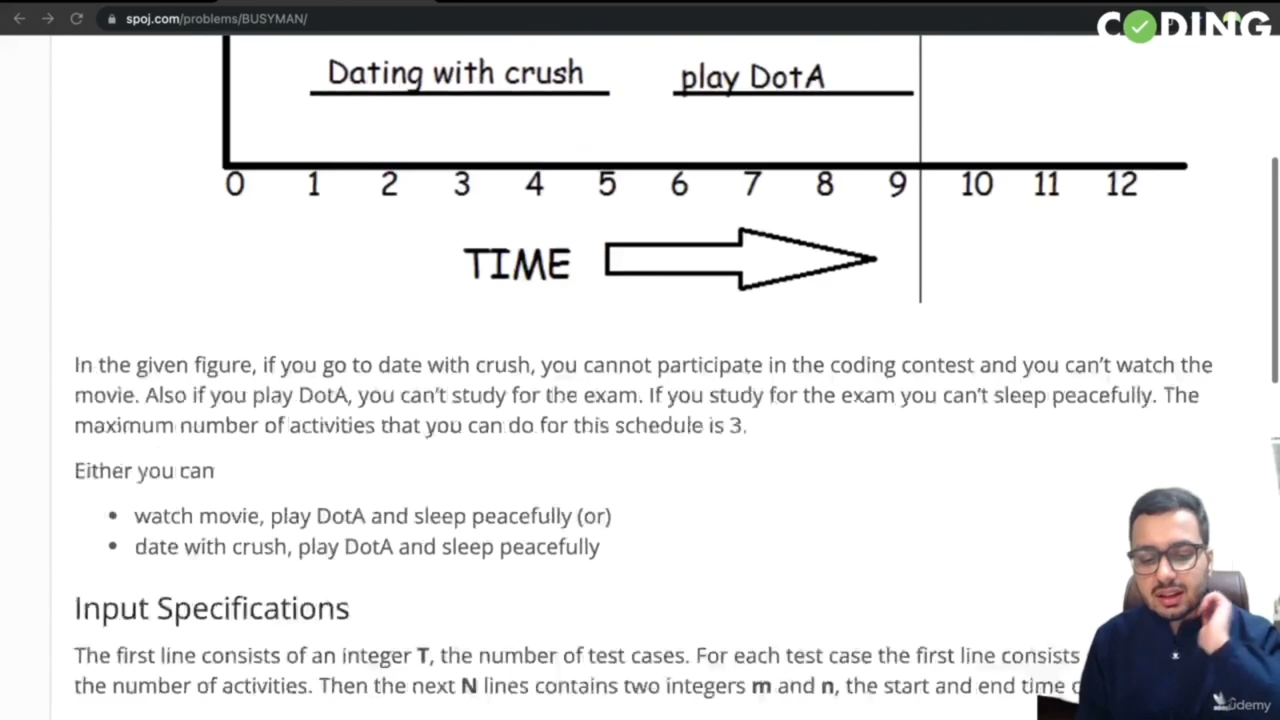 spoj.com/problems/BUSYMAN/
CODING
Dating with crush play DotA
0 1 2 3 4 5 6 7 8 9 10 11 12
TIME
In the given figure, if you go to date with crush, you cannot participate in the coding contest and you can’t watch the
movie. Also if you play DotA, you can’t study for the exam. If you study for the exam you can’t sleep peacefully. The
maximum number of activities that you can do for this schedule is 3.
Either you can
watch movie, play DotA and sleep peacefully (or)
date with crush, play DotA and sleep peacefully
Input Specifications
The first line consists of an integer T, the number of test cases. For each test case the first line consists
the number of activities. Then the next N lines contains two integers m and n, the start and end time
ûdemy